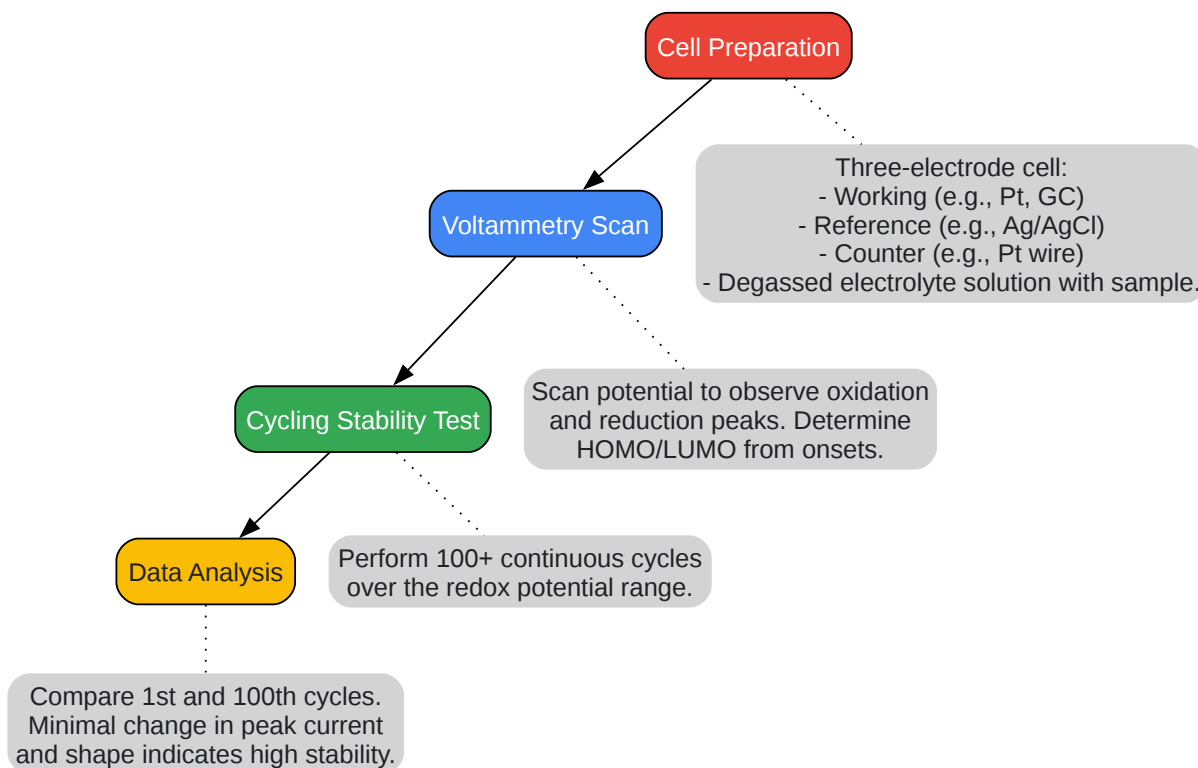 Cell Preparation
Three-electrode cell:
- Working (e.g., Pt, GC)
- Reference (e.g., Ag/AgCl)
- Counter (e.g., Pt wire)
- Degassed electrolyte solution with sample.
Voltammetry Scan
Scan potential to observe oxidation
and reduction peaks. Determine
HOMO/LUMO from onsets.
Cycling Stability Test
Perform 100+ continuous cycles
over the redox potential range.
Data Analysis
Compare 1st and 100th cycles.
Minimal change in peak current
and shape indicates high stability.